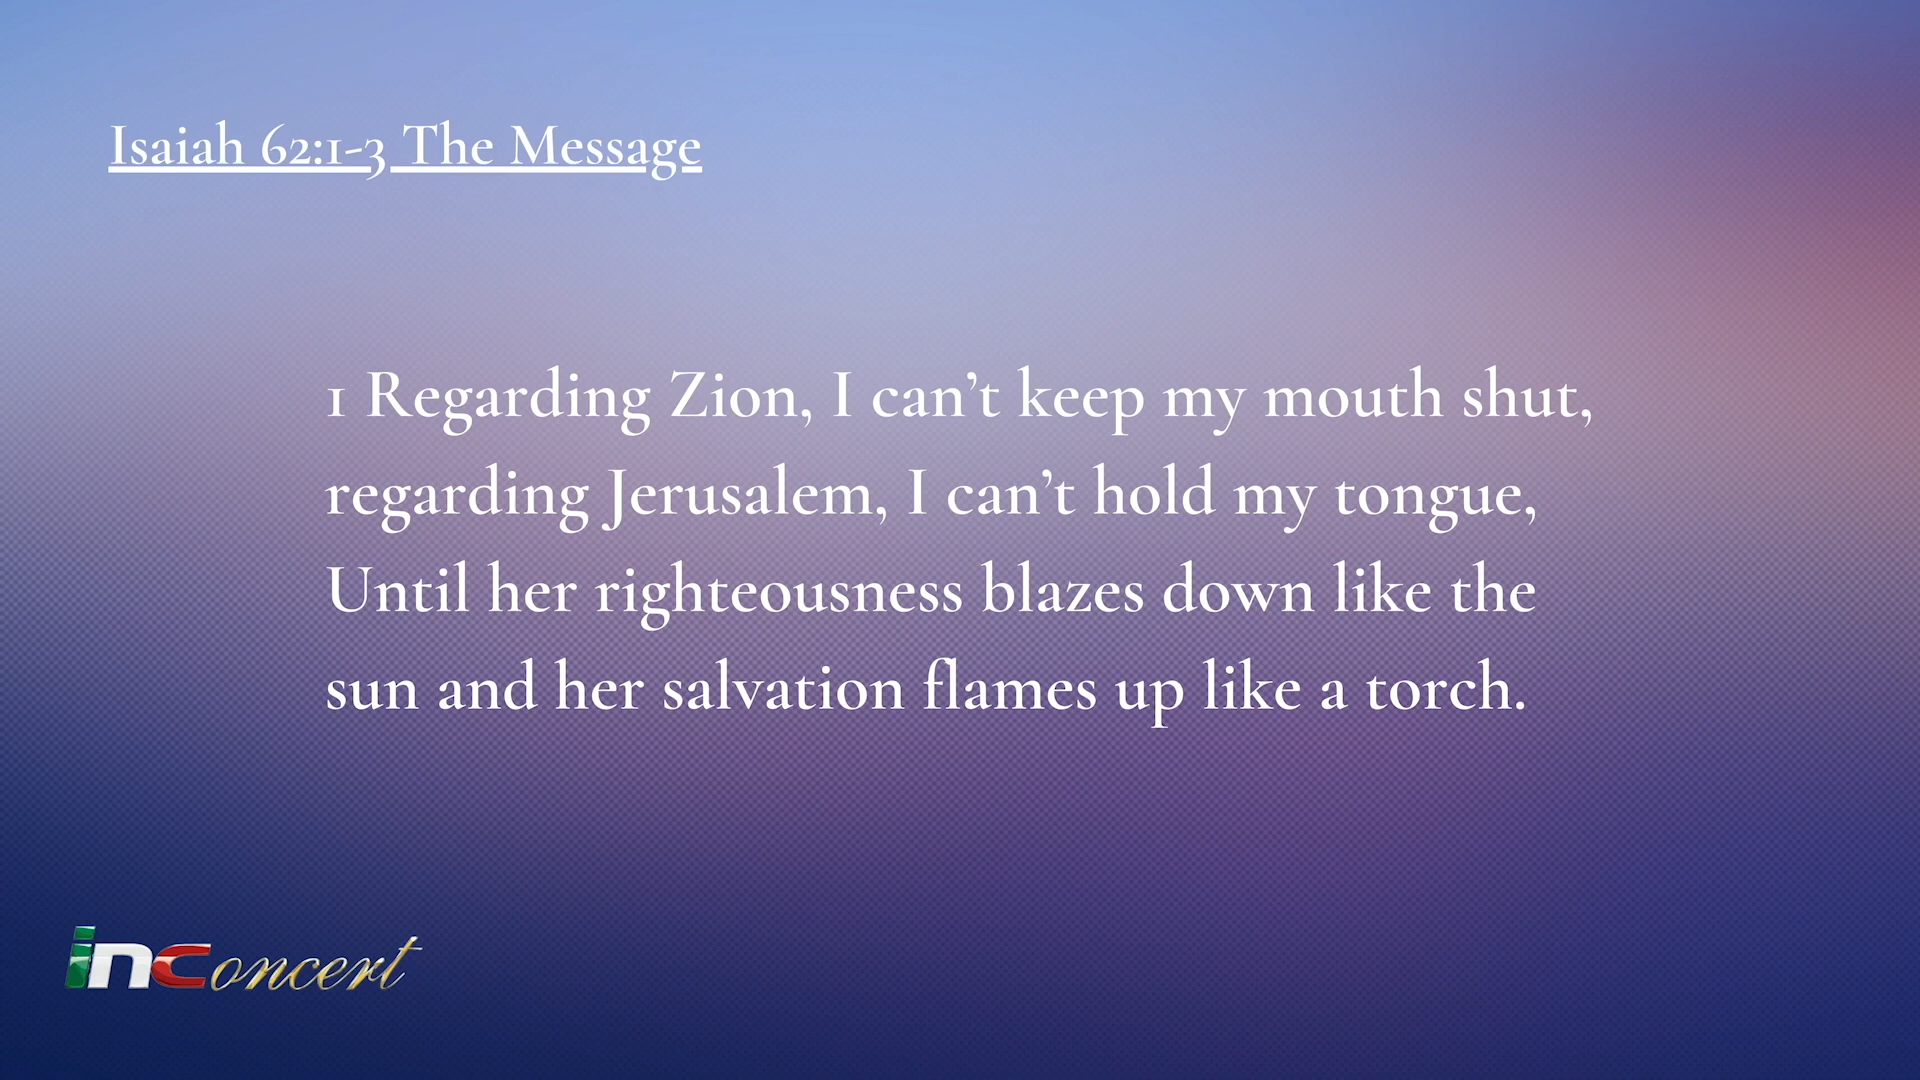 Isaiah 62:1-3 The Message
1 Regarding Zion, I can’t keep my mouth shut,
regarding Jerusalem, I can’t hold my tongue,
Until her righteousness blazes down like the
sun and her salvation flames up like a torch.
inConcert